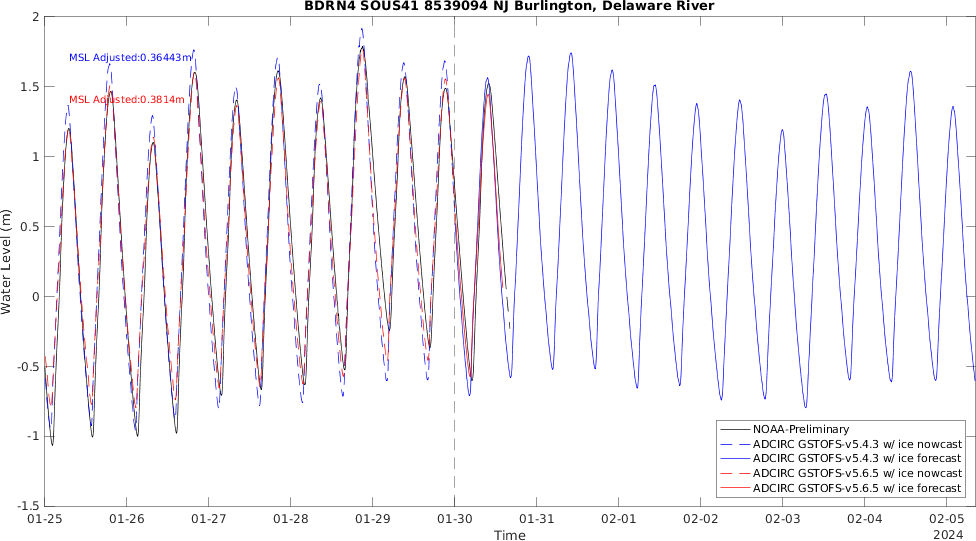 BDRN4 SOUS41 8539094 NJ Burlington, Delaware River
2
1.5
1
0.5
0
-0.5
-1
-1.5
Water Level (m)
MSL Adjusted:0.36443m
MSL Adjusted:0.3814m
NOAA-Preliminary
ADCIRC GSTOFS-v5.4.3 w/ ice nowcast
ADCIRC GSTOFS-v5.4.3 w/ ice forecast
ADCIRC GSTOFS-v5.6.5 w/ ice nowcast
ADCIRC GSTOFS-v5.6.5 w/ ice forecast
01-25 01-26 01-27 01-28 01-29 01-30 01-31 02-01 02-02 02-03 02-04 02-05
Time
2024